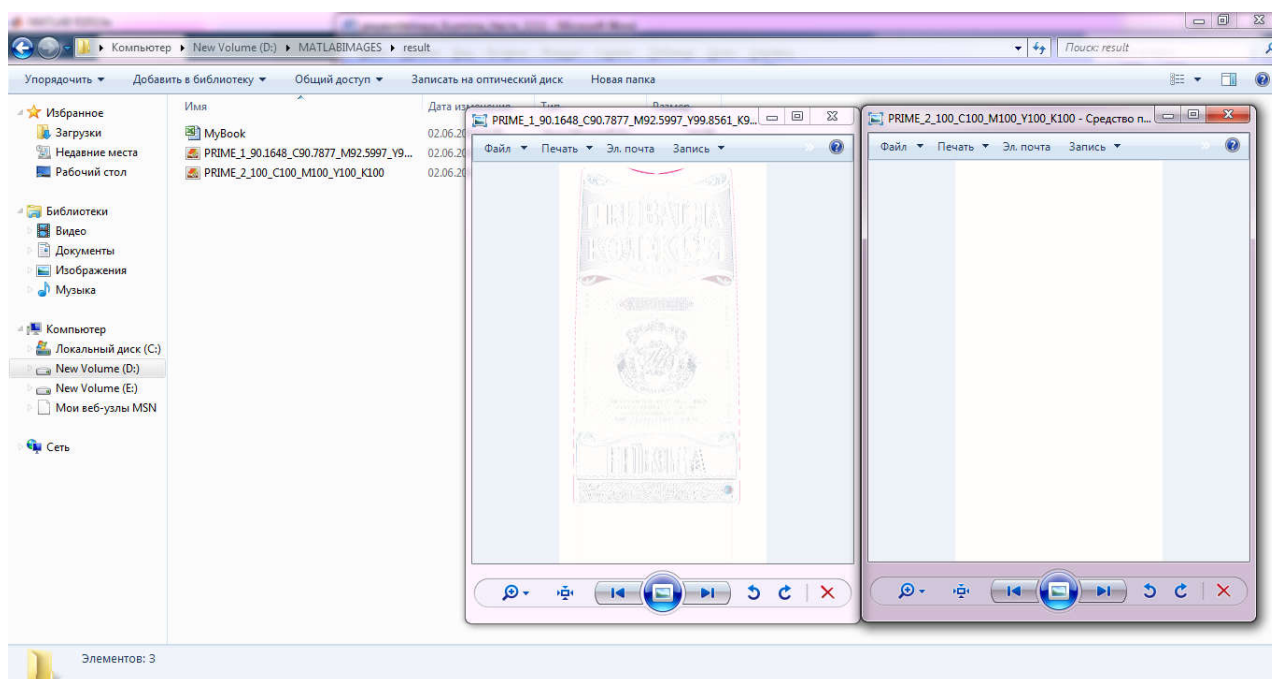 Компьютер ▸ New Volume (D:) ▸ MATLABIMAGES ▸ result
Поиск: result
Упорядочить Добавить в библиотеку Общий доступ Записать на оптический диск Новая папка
Избранное
Загрузки
Недавние места
Рабочий стол
Библиотеки
Видео
Документы
Изображения
Музыка
Компьютер
Локальный диск (C:)
New Volume (D:)
New Volume (E:)
Мои веб-узлы MSN
Сеть
Имя Тип Размер
MyBook 02.06.20
PRIME_1_90.1648_C90.7877_M92.5997_Y9... 02.06.20
PRIME_2_100_C100_M100_Y100_K100 02.06.20
PRIME_1_90.1648_C90.7877_M92.5997_Y99.8561_K9...
Файл Печать Эл. почта Запись
PRIME_2_100_C100_M100_Y100_K100 - Средство п...
Файл Печать Эл. почта Запись
Элементов: 3